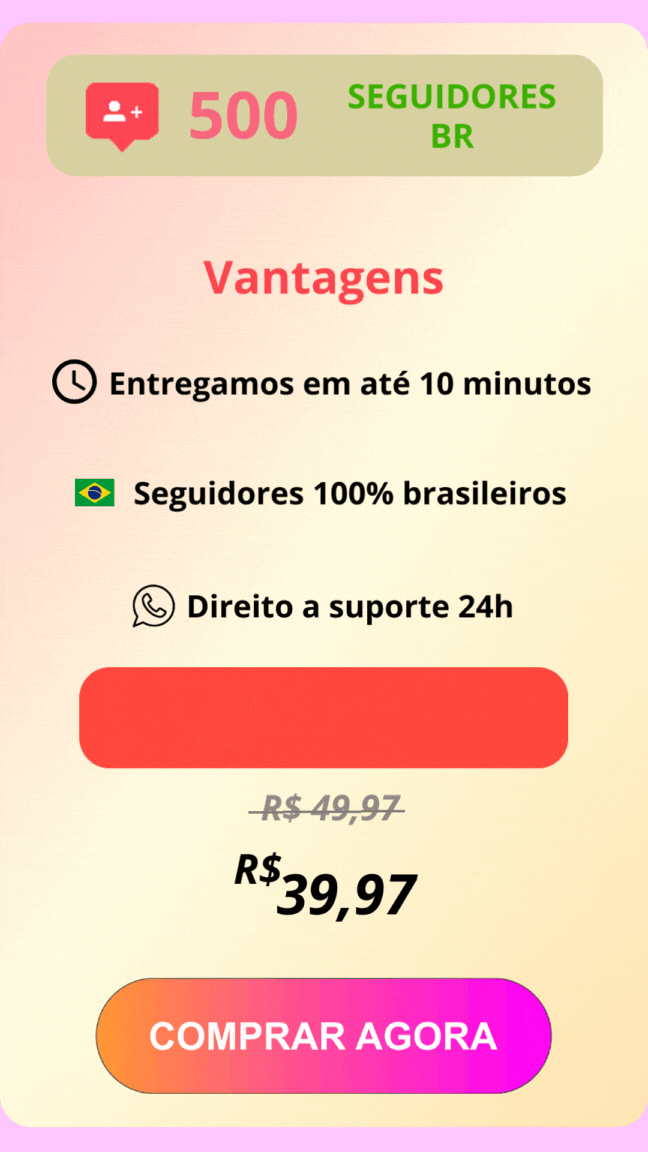 500
SEGUIDORES
BR
Vantagens
Entregamos em até 10 minutos
Seguidores 100% brasileiros
Direito a suporte 24h
R$ 49,97
R$39,97
COMPRAR AGORA